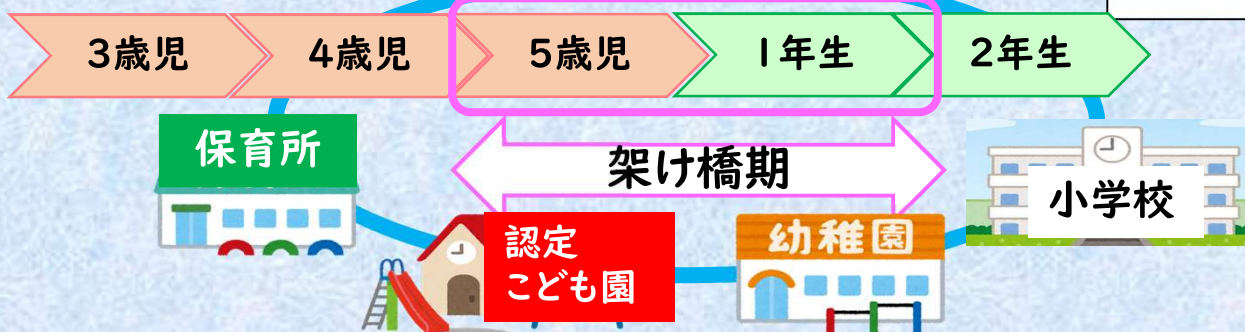 3歳児
4歳児
5歳児
1年生
2年生
保育所
架け橋期
小学校
認定
こども園
幼稚園